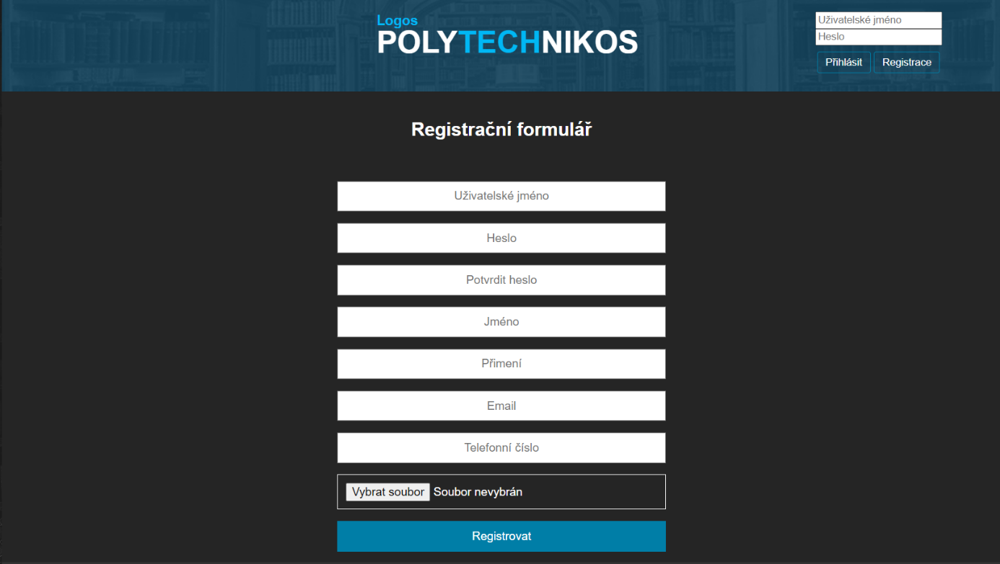 Logos
POLYTECHNIKOS
Uživatelské jméno
Heslo
Přihlásit Registrace
Registrační formulář
Uživatelské jméno
Heslo
Potvrdit heslo
Jméno
Přimení
Email
Telefonní číslo
Vybrat soubor Soubor nevybrán
Registrovat